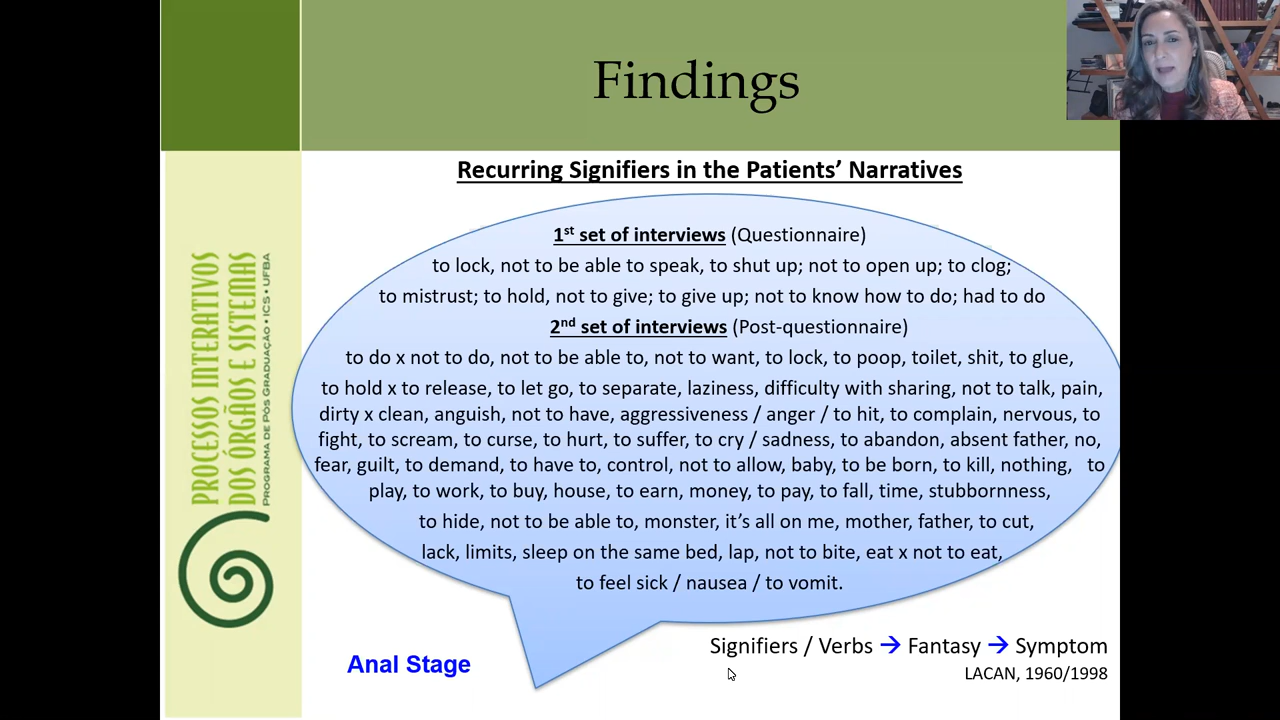 Findings
Recurring Signifiers in the Patients’ Narratives
1st set of interviews (Questionnaire)
to lock, not to be able to speak, to shut up; not to open up; to clog;
to mistrust; to hold, not to give; to give up; not to know how to do; had to do
2nd set of interviews (Post-questionnaire)
to do x not to do, not to be able to, not to want, to lock, to poop, toilet, shit, to glue,
to hold x to release, to let go, to separate, laziness, difficulty with sharing, not to talk, pain,
dirty x clean, anguish, not to have, aggressiveness / anger / to hit, to complain, nervous, to
fight, to scream, to curse, to hurt, to suffer, to cry / sadness, to abandon, absent father, no,
fear, guilt, to demand, to have to, control, not to allow, baby, to be born, to kill, nothing, to
play, to work, to buy, house, to earn, money, to pay, to fall, time, stubbornness,
to hide, not to be able to, monster, it’s all on me, mother, father, to cut,
lack, limits, sleep on the same bed, lap, not to bite, eat x not to eat,
to feel sick / nausea / to vomit.
Signifiers / Verbs → Fantasy → Symptom
LACAN, 1960/1998
Anal Stage
PROCESSOS INTERATIVOS
DOS ÓRGÃOS E SISTEMAS
PROGRAMA DE PÓS GRADUAÇÃO • ICS • UFBA